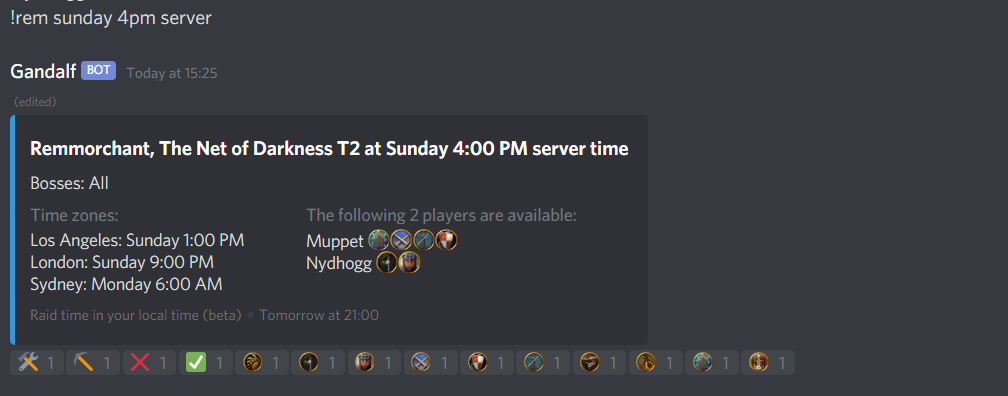 !rem sunday 4pm server
Gandalf BOT Today at 15:25
(edited)
Remmorchant, The Net of Darkness T2 at Sunday 4:00 PM server time
Bosses: All
Time zones:
Los Angeles: Sunday 1:00 PM
London: Sunday 9:00 PM
Sydney: Monday 6:00 AM
The following 2 players are available:
Muppet
Nydhogg
Raid time in your local time (beta) • Tomorrow at 21:00
1 1 1 1 1 1 1 1 1 1 1 1 1 1